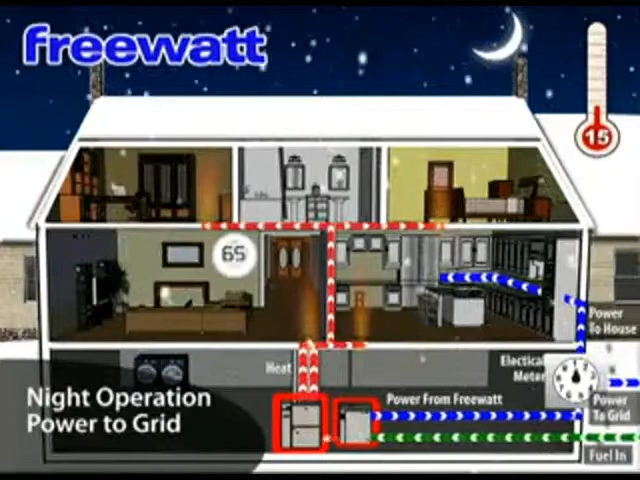 freewatt
15
65
Power
To House
Heat
Electrical
Meter
Night Operation
Power to Grid
Power From Freewatt
Power
To Grid
Fuel In